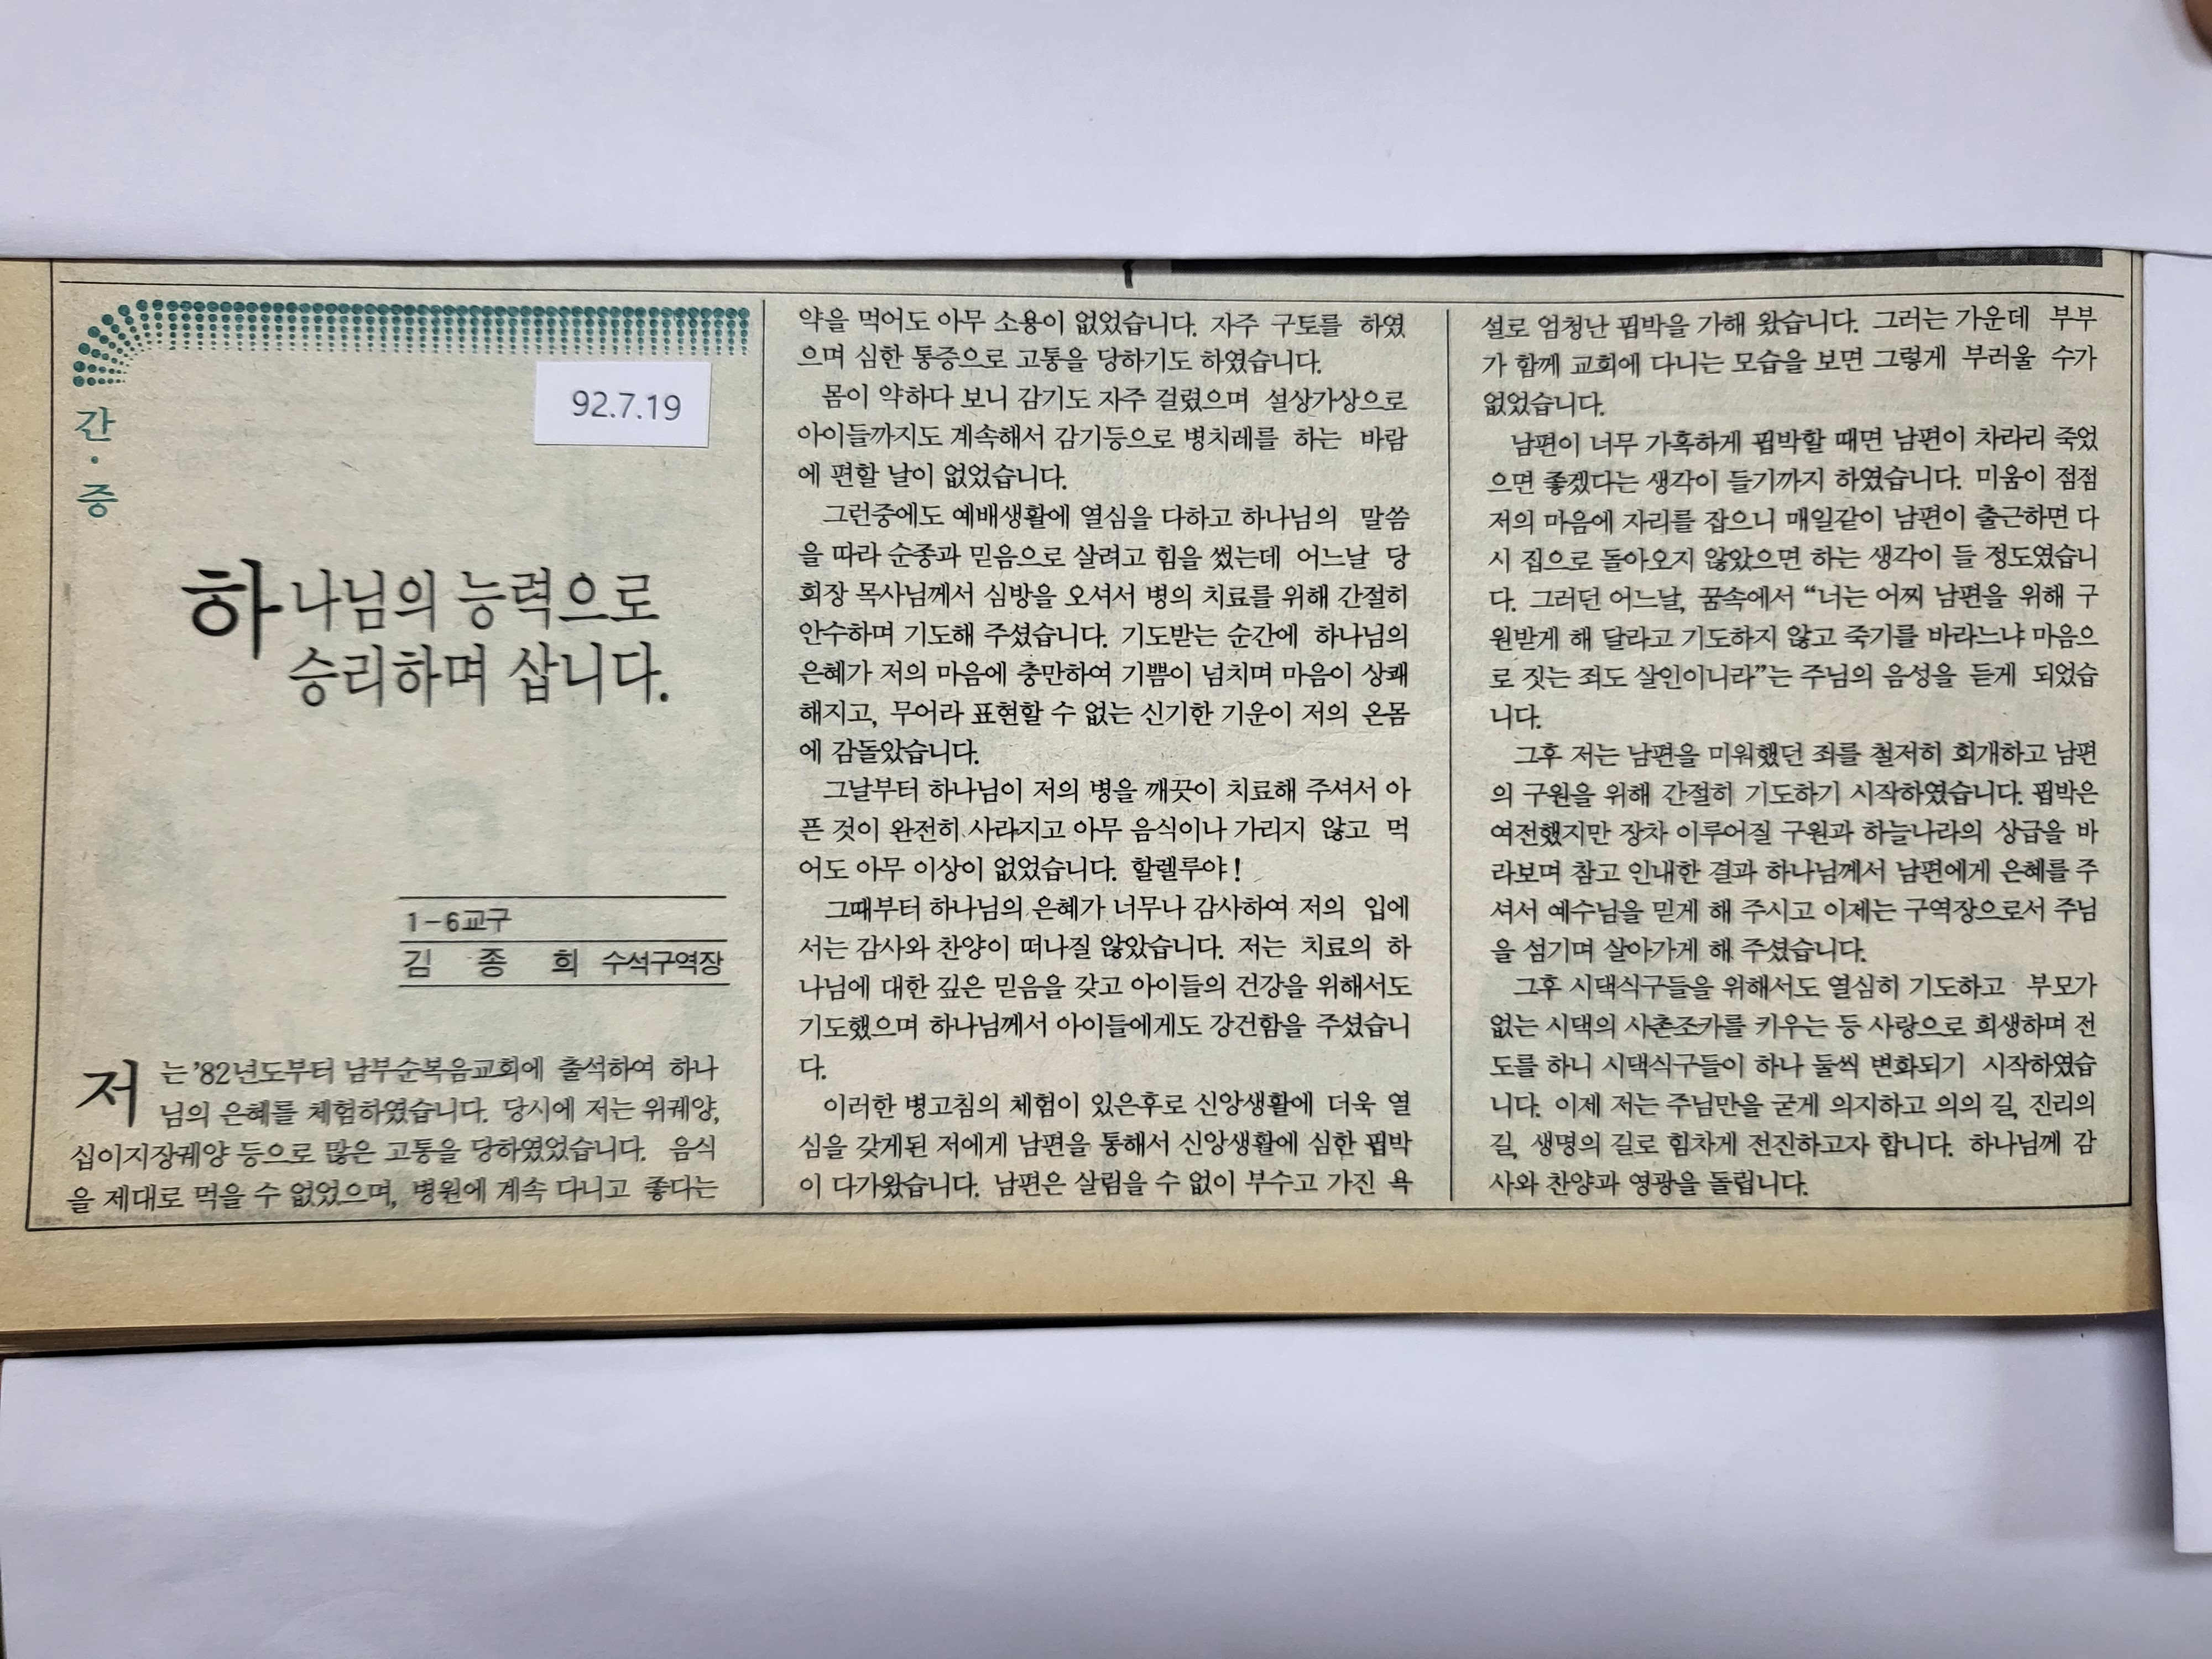 간·증
92.7.19
하나님의 능력으로
승리하며 삽니다.
1-6교구
김 종 희 수석구역장
저는 '82년도부터 남부순복음교회에 출석하여 하나
님의 은혜를 체험하였습니다. 당시에 저는 위궤양,
십이지장궤양 등으로 많은 고통을 당하였었습니다. 음식
을 제대로 먹을 수 없었으며, 병원에 계속 다니고 좋다는
약을 먹어도 아무 소용이 없었습니다. 자주 구토를 하였
으며 심한 통증으로 고통을 당하기도 하였습니다.
몸이 약하다 보니 감기도 자주 걸렸으며 설상가상으로
아이들까지도 계속해서 감기등으로 병치레를 하는 바람
에 편할 날이 없었습니다.
그런중에도 예배생활에 열심을 다하고 하나님의 말씀
을 따라 순종과 믿음으로 살려고 힘을 썼는데 어느날 당
회장 목사님께서 심방을 오셔서 병의 치료를 위해 간절히
안수하며 기도해 주셨습니다. 기도받는 순간에 하나님의
은혜가 저의 마음에 충만하여 기쁨이 넘치며 마음이 상쾌
해지고, 무어라 표현할 수 없는 신기한 기운이 저의 온몸
에 감돌았습니다.
그날부터 하나님이 저의 병을 깨끗이 치료해 주셔서 아
픈 것이 완전히 사라지고 아무 음식이나 가리지 않고 먹
어도 아무 이상이 없었습니다. 할렐루야!
그때부터 하나님의 은혜가 너무나 감사하여 저의 입에
서는 감사와 찬양이 떠나질 않았습니다. 저는 치료의 하
나님에 대한 깊은 믿음을 갖고 아이들의 건강을 위해서도
기도했으며 하나님께서 아이들에게도 강건함을 주셨습니
다.
이러한 병고침의 체험이 있은후로 신앙생활에 더욱 열
심을 갖게된 저에게 남편을 통해서 신앙생활에 심한 핍박
이 다가왔습니다. 남편은 살림을 수 없이 부수고 가진 욕
설로 엄청난 핍박을 가해 왔습니다. 그러는 가운데 부부
가 함께 교회에 다니는 모습을 보면 그렇게 부러울 수가
없었습니다.
남편이 너무 가혹하게 핍박할 때면 남편이 차라리 죽었
으면 좋겠다는 생각이 들기까지 하였습니다. 미움이 점점
저의 마음에 자리를 잡으니 매일같이 남편이 출근하면 다
시 집으로 돌아오지 않았으면 하는 생각이 들 정도였습니
다. 그러던 어느날, 꿈속에서 “너는 어찌 남편을 위해 구
원받게 해 달라고 기도하지 않고 죽기를 바라느냐 마음으
로 짓는 죄도 살인이니라”는 주님의 음성을 듣게 되었습
니다.
그후 저는 남편을 미워했던 죄를 철저히 회개하고 남편
의 구원을 위해 간절히 기도하기 시작하였습니다. 핍박은
여전했지만 장차 이루어질 구원과 하늘나라의 상급을 바
라보며 참고 인내한 결과 하나님께서 남편에게 은혜를 주
셔서 예수님을 믿게 해 주시고 이제는 구역장으로서 주님
을 섬기며 살아가게 해 주셨습니다.
그후 시댁식구들을 위해서도 열심히 기도하고 부모가
없는 시댁의 사촌조카를 키우는 등 사랑으로 희생하며 전
도를 하니 시댁식구들이 하나 둘씩 변화되기 시작하였습
니다. 이제 저는 주님만을 굳게 의지하고 의의 길, 진리의
길, 생명의 길로 힘차게 전진하고자 합니다. 하나님께 감
사와 찬양과 영광을 돌립니다.